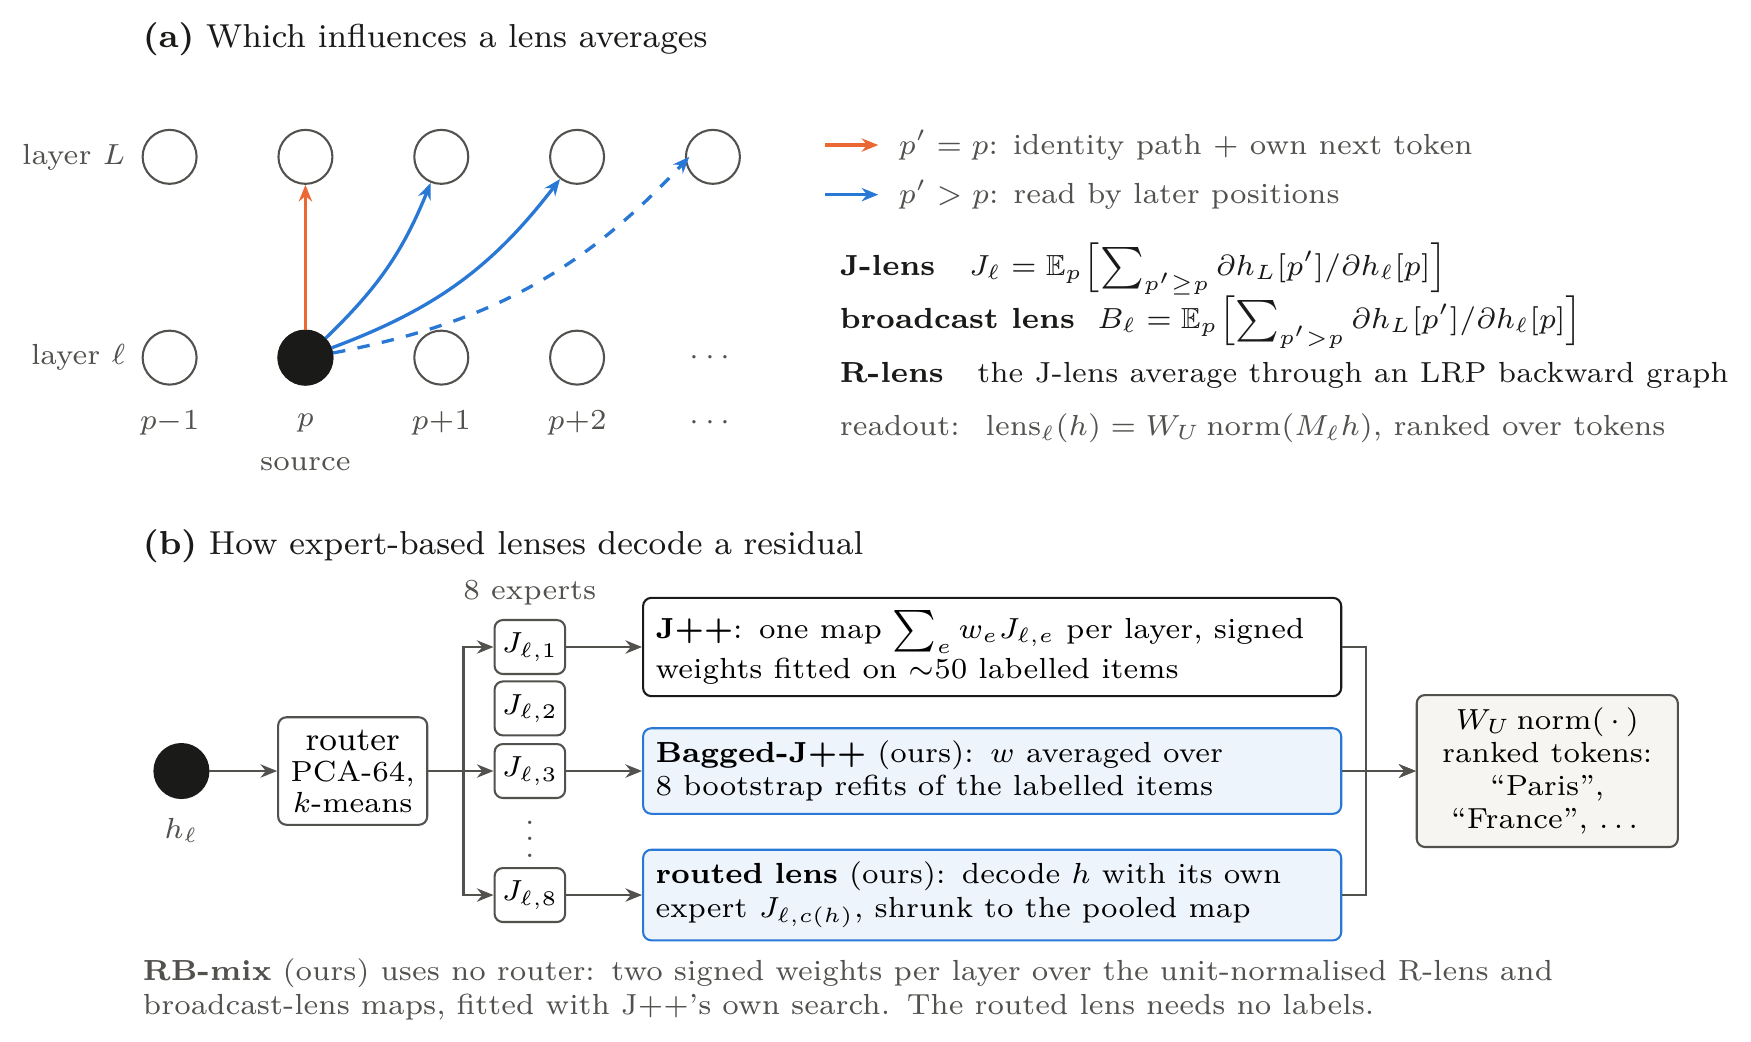 (a) Which influences a lens averages
layer L
p′ = p: identity path + own next token
p′ > p: read by later positions
J-lens J_ℓ = 𝔼_p[∑_{p′≥p} ∂h_L[p′]/∂h_ℓ[p]]
broadcast lens B_ℓ = 𝔼_p[∑_{p′>p} ∂h_L[p′]/∂h_ℓ[p]]
layer ℓ
···
R-lens the J-lens average through an LRP backward graph
p−1 p p+1 p+2 ···
readout: lens_ℓ(h) = W_U norm(M_ℓ h), ranked over tokens
source
(b) How expert-based lenses decode a residual
8 experts
h_ℓ
router
PCA-64,
k-means
J_{ℓ,1}
J_{ℓ,2}
J_{ℓ,3}
⋮
J_{ℓ,8}
J++: one map ∑_e w_e J_{ℓ,e} per layer, signed
weights fitted on ~50 labelled items
Bagged-J++ (ours): w averaged over
8 bootstrap refits of the labelled items
routed lens (ours): decode h with its own
expert J_{ℓ,c(h)}, shrunk to the pooled map
W_U norm( · )
ranked tokens:
“Paris”,
“France”, …
RB-mix (ours) uses no router: two signed weights per layer over the unit-normalised R-lens and
broadcast-lens maps, fitted with J++'s own search. The routed lens needs no labels.